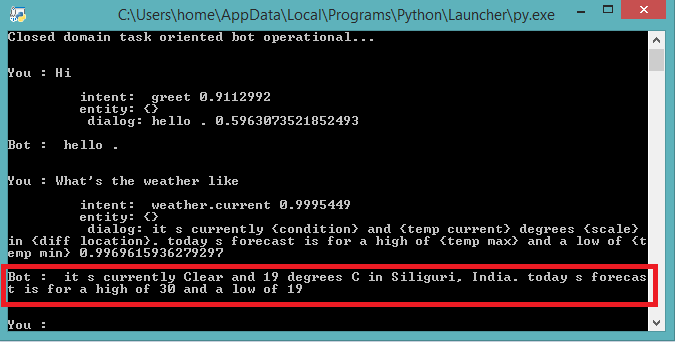 C:\Users\home\AppData\Local\Programs\Python\Launcher\py.exe
Closed domain task oriented bot operational...
You : Hi
intent:  greet 0.9112992
entity: {}
dialog: hello . 0.5963073521852493
Bot :  hello .
You : What's the weather like
intent:  weather.current 0.9995449
entity: {}
dialog: it s currently {condition} and {temp current} degrees {scale}
in {diff location}. today s forecast is for a high of {temp max} and a low of {t
emp min} 0.9969615936279297
Bot :  it s currently Clear and 19 degrees C in Siliguri, India. today s forecas
t is for a high of 30 and a low of 19
You :